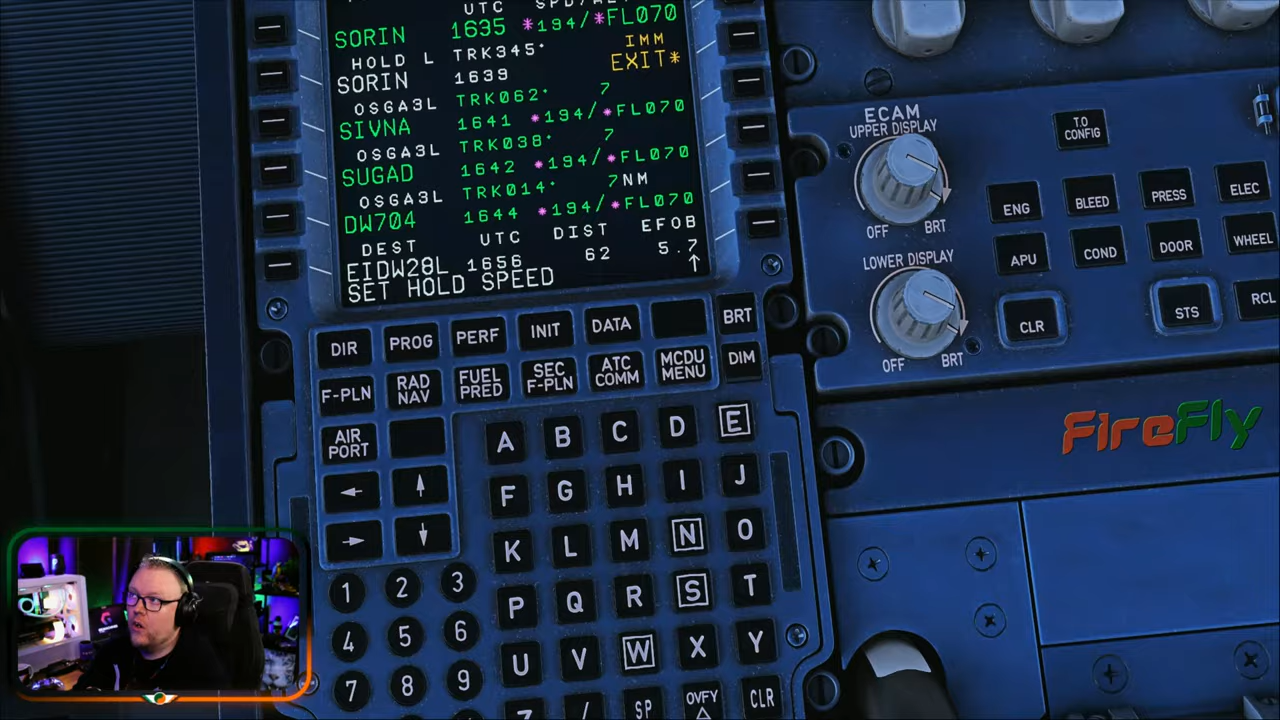 UTC SPD/ALT
SORIN 1635 *194/*FL070
HOLD L TRK345° IMM
SORIN 1639 EXIT*
OSGA3L TRK062° 7
SIVNA 1641 *194/*FL070
OSGA3L TRK038° 7
SUGAD 1642 *194/*FL070
OSGA3L TRK014° 7NM
DW704 1644 *194/*FL070
DEST UTC DIST EFOB
EIDW28L 1656 62 5.7
SET HOLD SPEED ↑
DIR PROG PERF INIT DATA BRT
F-PLN RAD NAV FUEL PRED SEC F-PLN ATC COMM MCDU MENU DIM
AIR PORT
← ↑
→ ↓
A B C D E
F G H I J
K L M N O
P Q R S T
U V W X Y
Z / SP OVFY Δ CLR
1 2 3
4 5 6
7 8 9
ECAM
UPPER DISPLAY
OFF BRT
LOWER DISPLAY
OFF BRT
T.O CONFIG
ENG BLEED PRESS ELEC
APU COND DOOR WHEEL
CLR STS RCL
FireFly